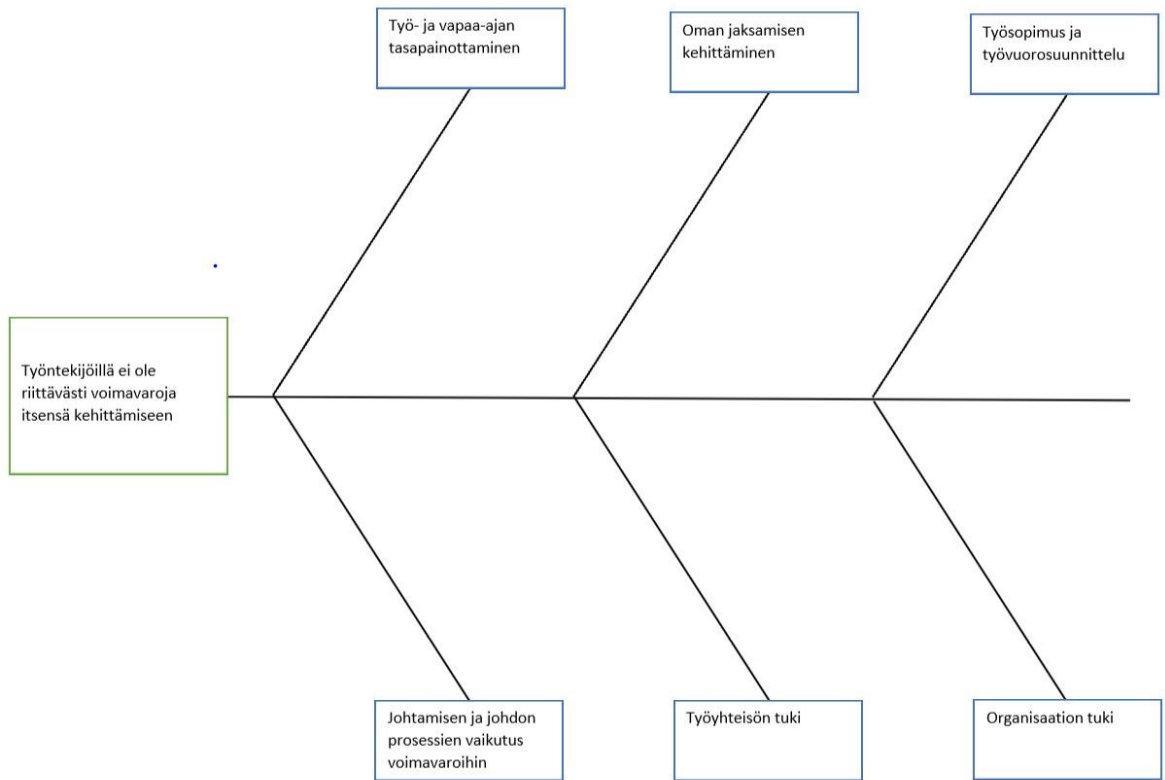 Työ- ja vapaa-ajan
tasapainottaminen
Oman jaksamisen
kehittäminen
Työsopimus ja
työvuorosuunnittelu
Työntekijöillä ei ole
riittävästi voimavaroja
itsensä kehittämiseen
Johtamisen ja johdon
prosessien vaikutus
voimavaroihin
Työyhteisön tuki
Organisaation tuki